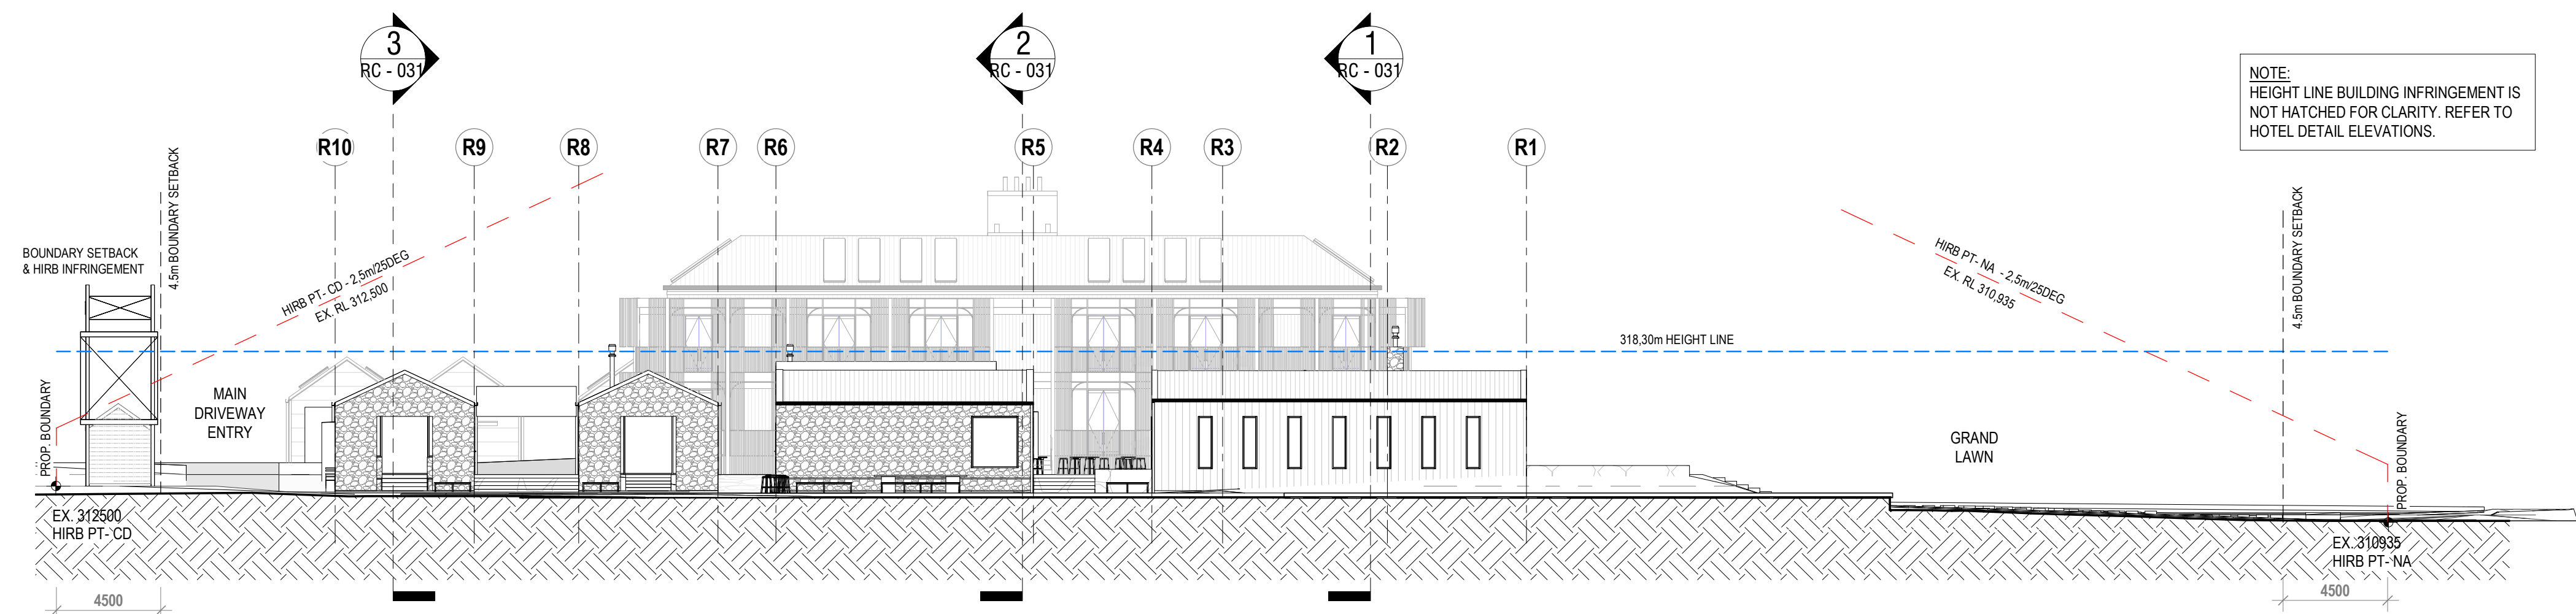 3
RC - 031
2
RC - 031
1
RC - 031
NOTE:
HEIGHT LINE BUILDING INFRINGEMENT IS
NOT HATCHED FOR CLARITY. REFER TO
HOTEL DETAIL ELEVATIONS.
R10
R9
R8
R7
R6
R5
R4
R3
R2
R1
4.5m BOUNDARY SETBACK
BOUNDARY SETBACK
& HIRB INFRINGEMENT
HIRB PT- CD - 2,5m/25DEG
EX. RL 312,500
HIRB PT- NA - 2,5m/25DEG
EX. RL 310,935
4.5m BOUNDARY SETBACK
318,30m HEIGHT LINE
PROP. BOUNDARY
MAIN
DRIVEWAY
ENTRY
GRAND
LAWN
PROP. BOUNDARY
EX. 312500
HIRB PT- CD
EX. 310935
HIRB PT- NA
4500
4500